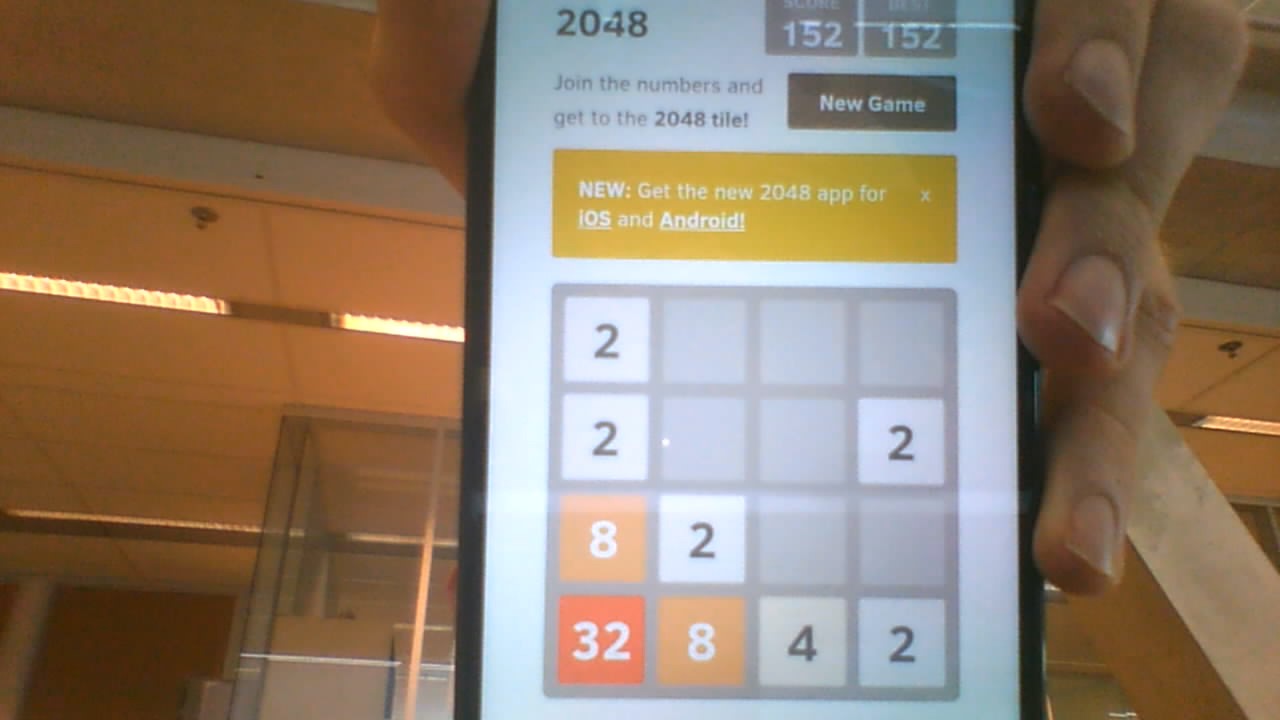 SCORE BEST
2048 152 152
Join the numbers and
get to the 2048 tile!
New Game
NEW: Get the new 2048 app for x
iOS and Android!
2
2 2
8 2
32 8 4 2